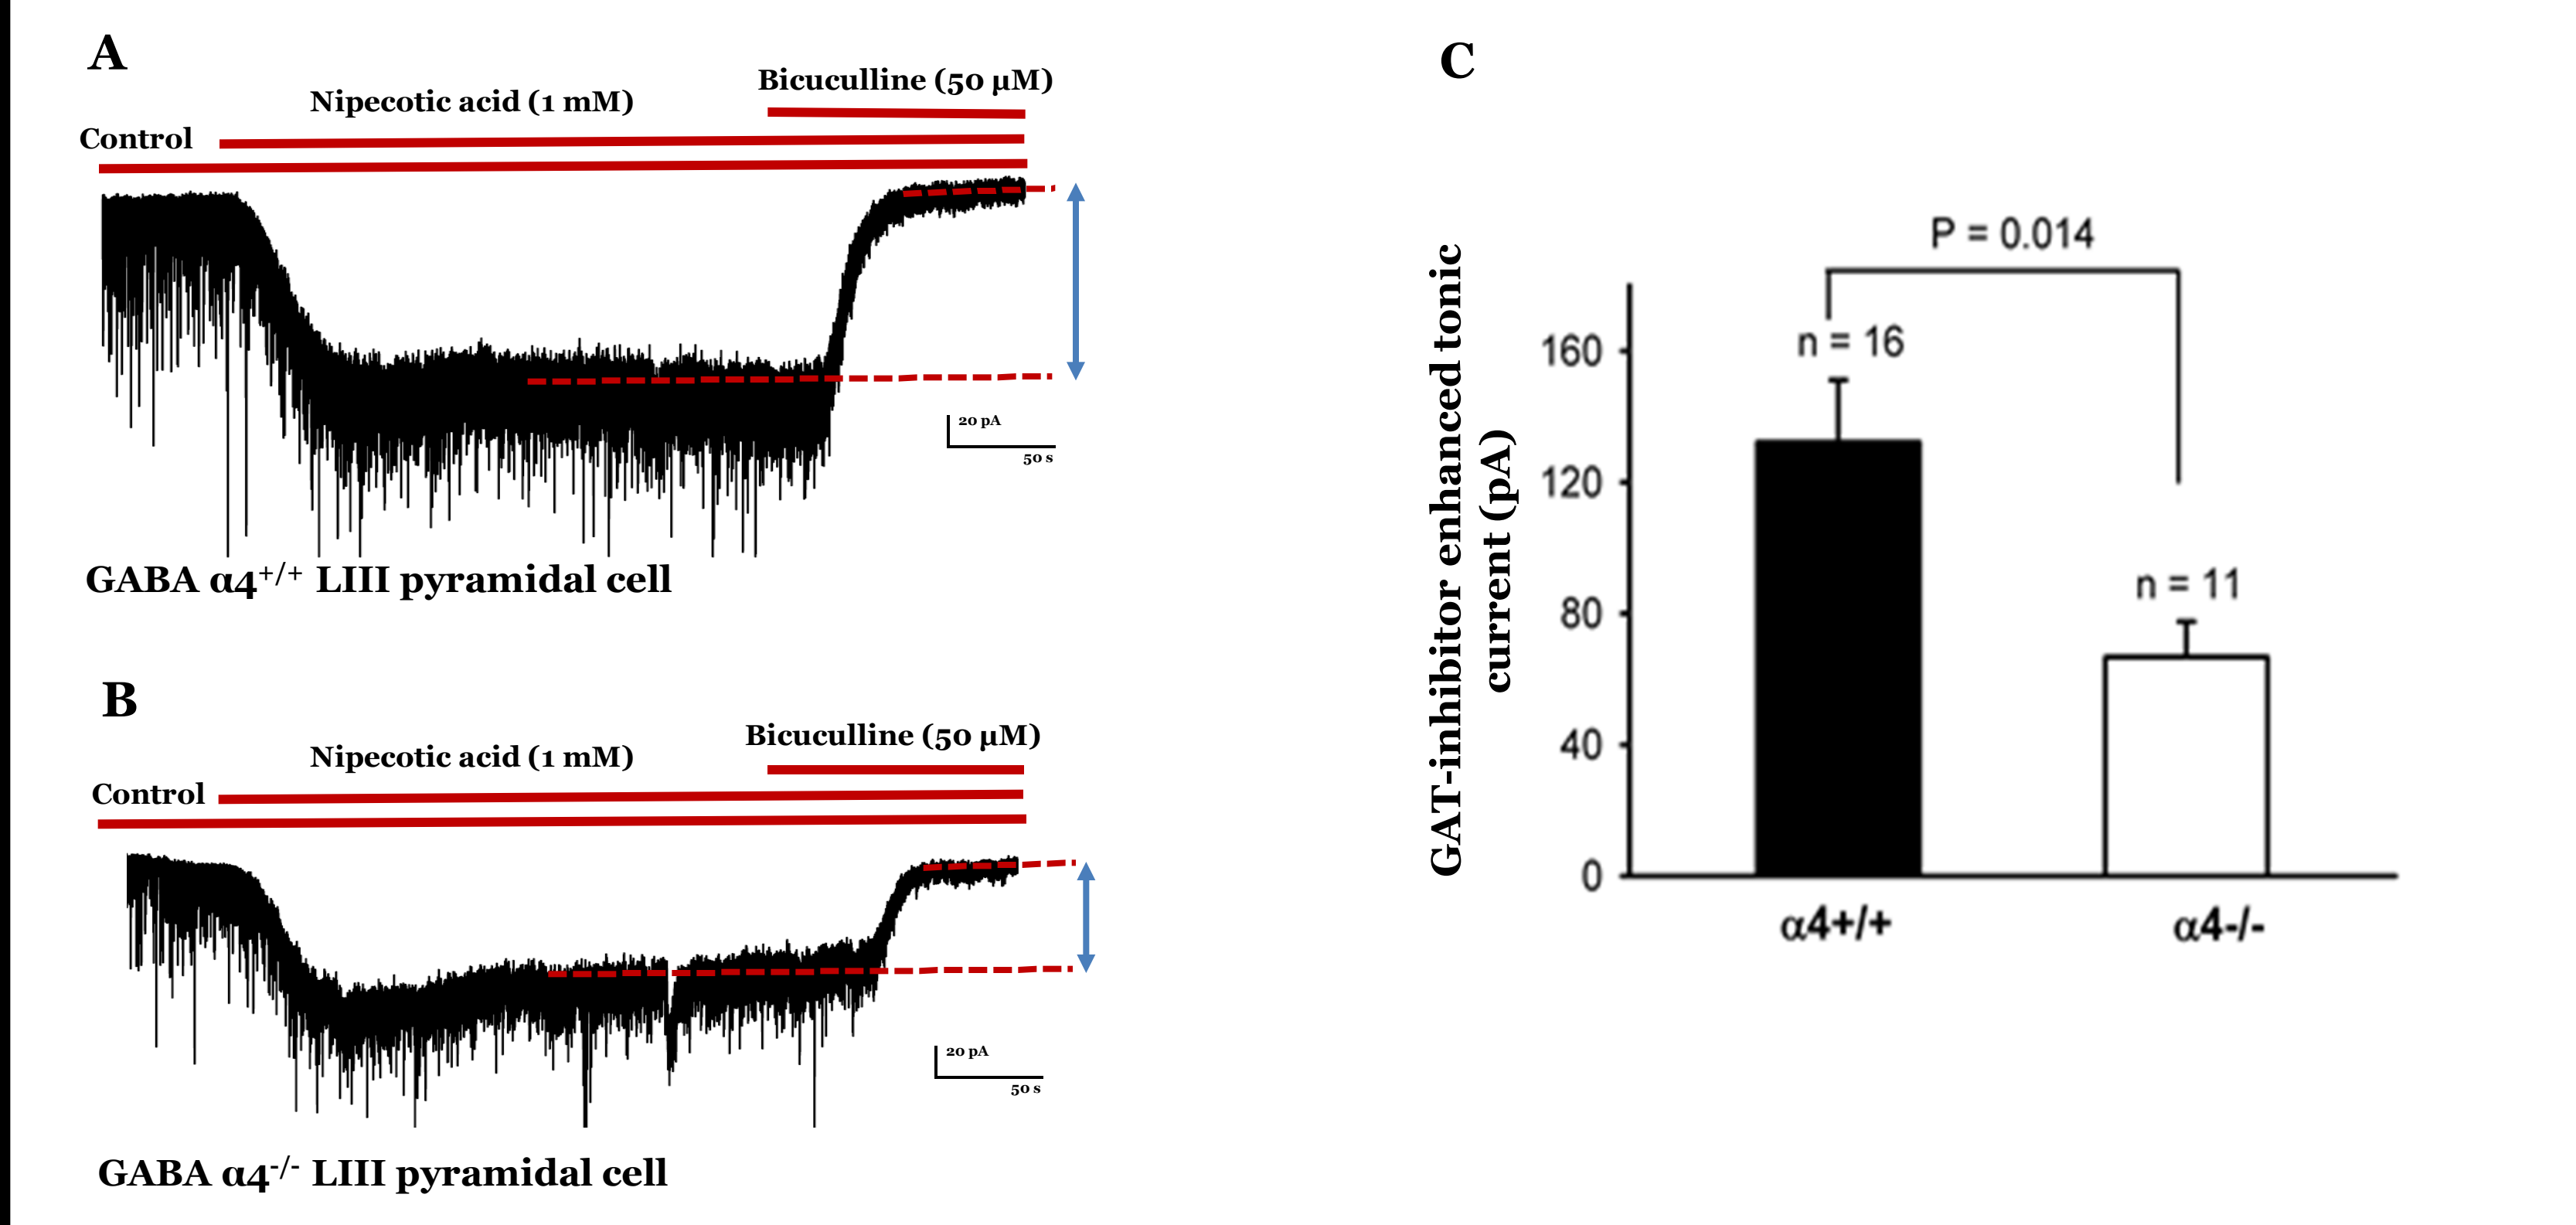 A
Bicuculline (50 µM)
Nipecotic acid (1 mM)
Control
20 pA
50 s
GABA α4+/+ LIII pyramidal cell
B
Bicuculline (50 µM)
Nipecotic acid (1 mM)
Control
20 pA
50 s
GABA α4-/- LIII pyramidal cell
C
GAT-inhibitor enhanced tonic
current (pA)
P = 0.014
n = 16
n = 11
160
120
80
40
0
α4+/+
α4-/-